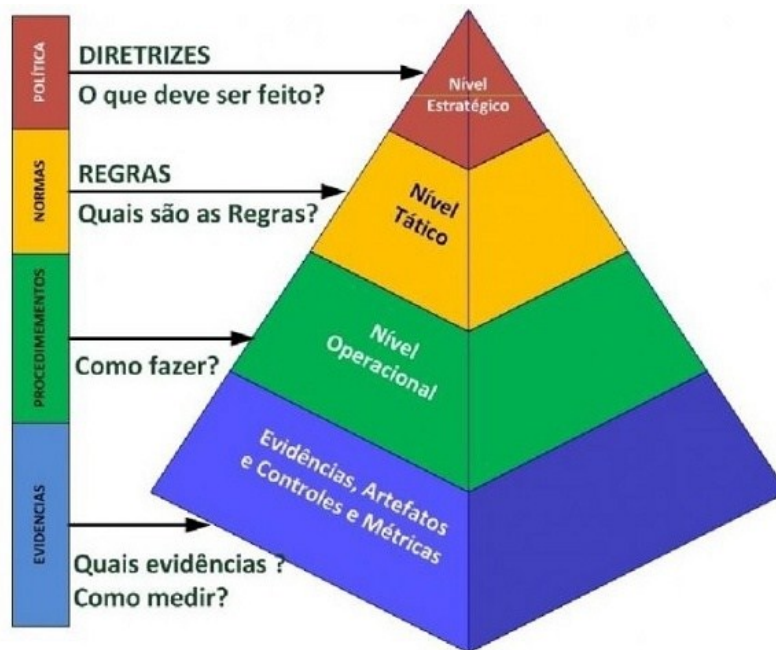 POLÍTICA
DIRETRIZES
O que deve ser feito?
Nível
Estratégico
NORMAS
REGRAS
Quais são as Regras?
Nível
Tático
PROCEDIMEMENTOS
Como fazer?
Nível
Operacional
EVIDENCIAS
Quais evidências ?
Como medir?
Evidências, Artefatos
e Controles e Métricas